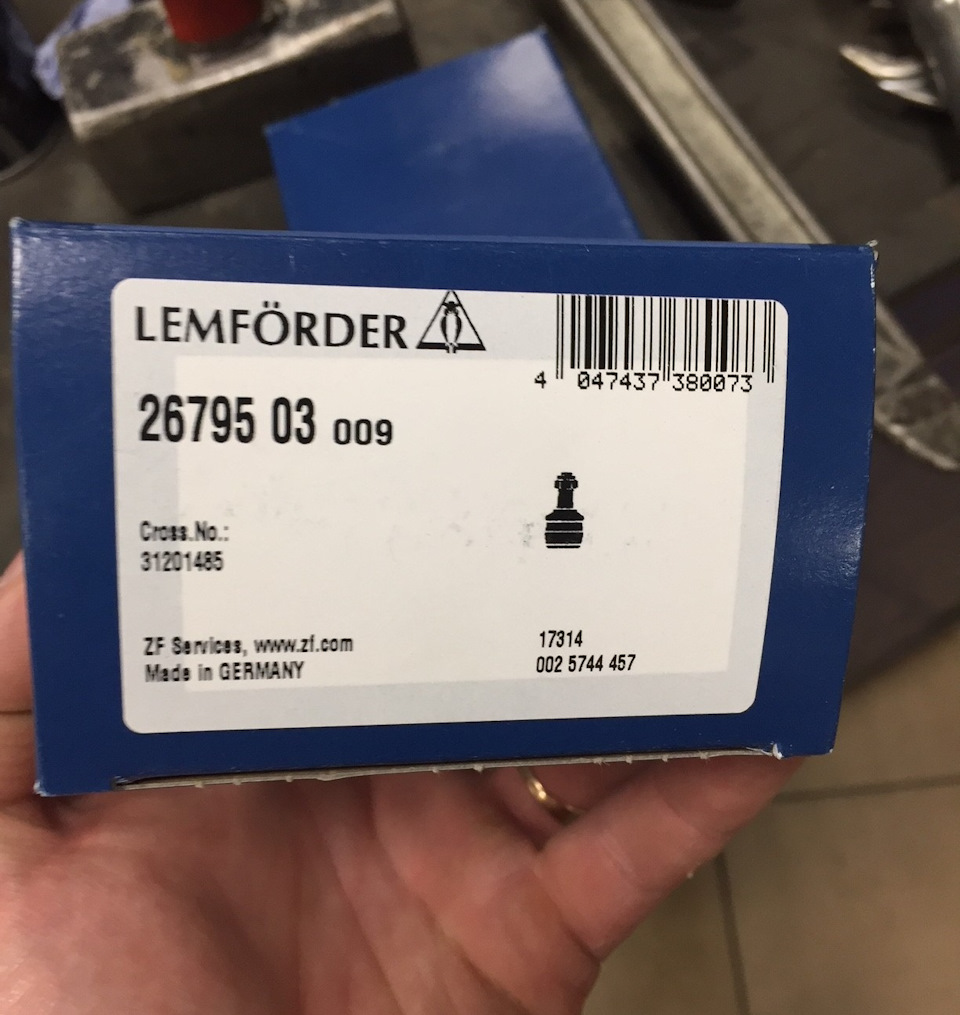 LEMFÖRDER
4 047437 380073
26795 03 009
Cross.No.:
31201485
ZF Services, www.zf.com
Made in GERMANY
17314
002 5744 457